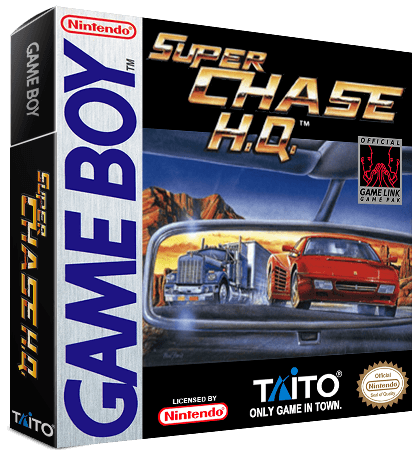 GAME BOY
SUPER
CHASE H.Q.
TAITO
Nintendo
GAME BOY
TM
SUPER
CHASE
H.Q.
TM
OFFICIAL
GAME LINK
GAME PAK
LICENSED BY
Nintendo
TAITO
ONLY GAME IN TOWN.
Official
Nintendo
Seal of Quality